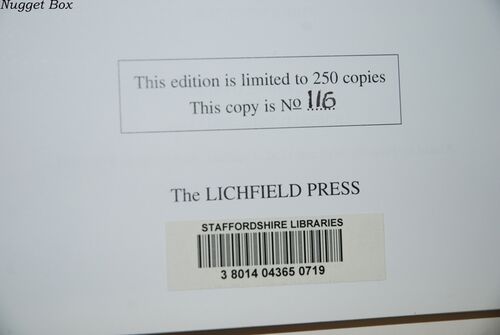 Nugget Box
This edition is limited to 250 copies
This copy is No 116
The LICHFIELD PRESS
STAFFORDSHIRE LIBRARIES
3 8014 04365 0719